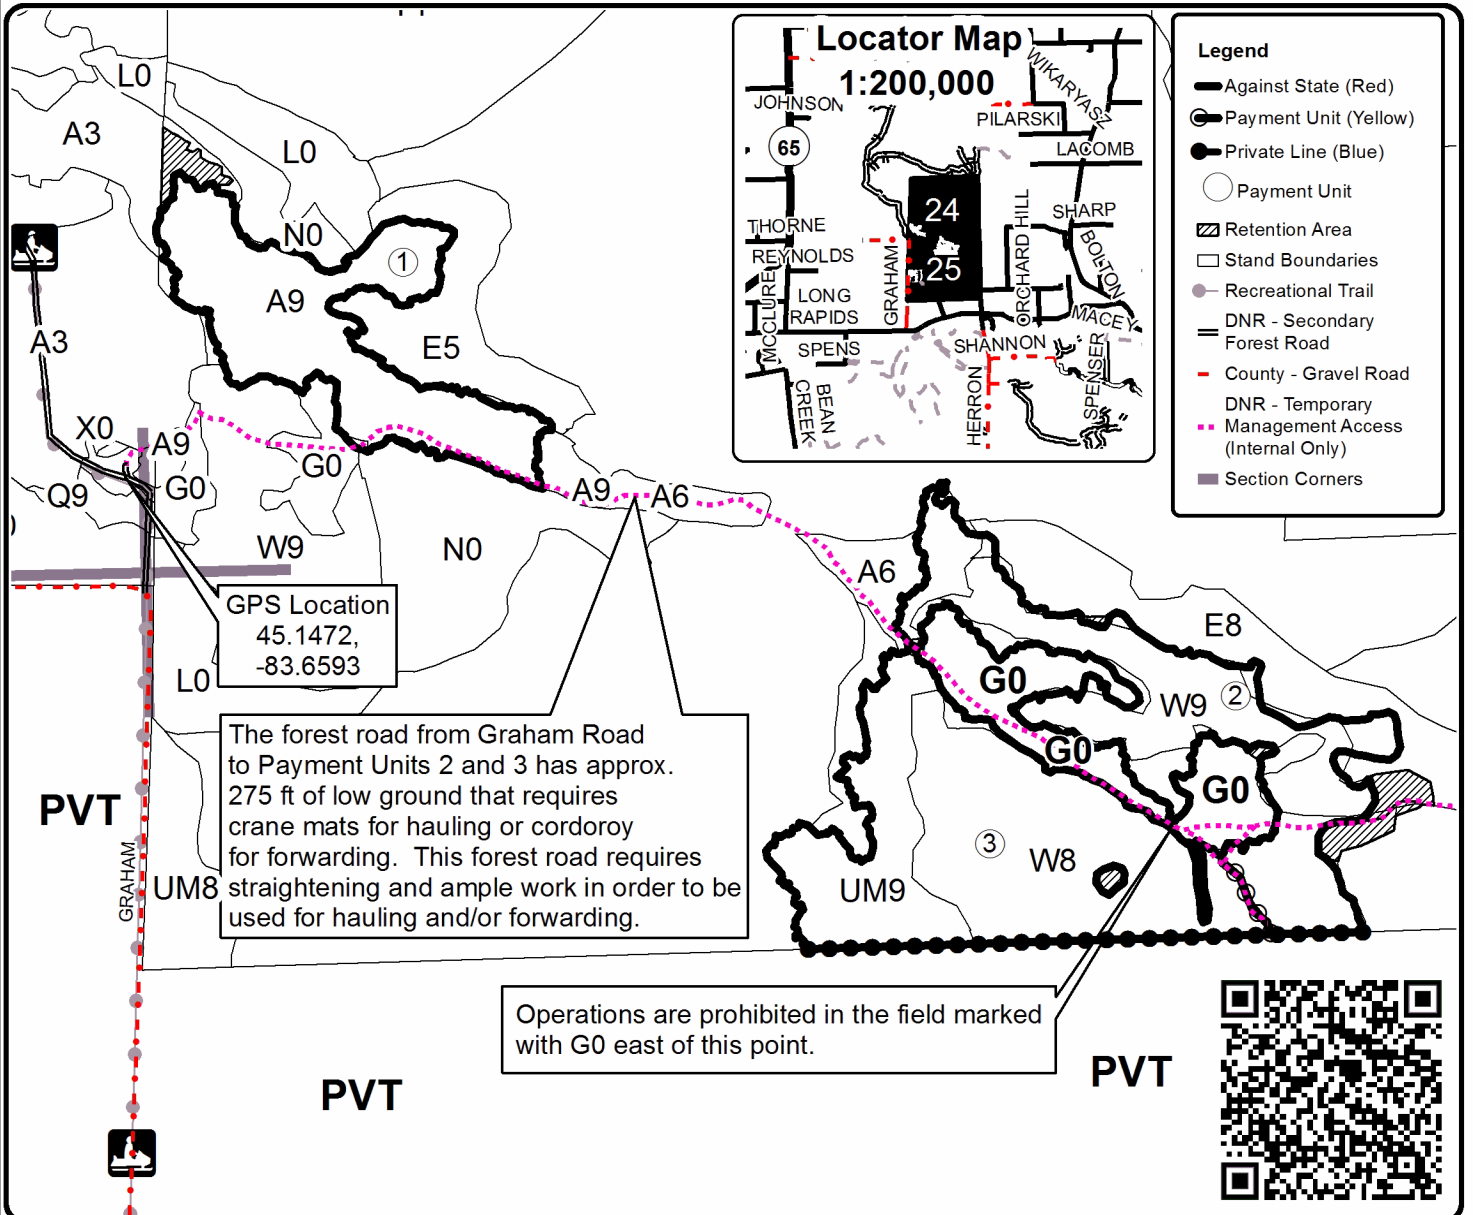 Locator Map
1:200,000
JOHNSON
WIKARYASZ
PILARSKI
65
LACOMB
24
THORNE
SHARP
REYNOLDS
25
ORCHARD HILL
BOLTON
MCCLURE
LONG
RAPIDS
GRAHAM
MACEY
SPENS
SHANNON
SPENSER
BEAN
CREEK
HERRON
Legend
Against State (Red)
Payment Unit (Yellow)
Private Line (Blue)
Payment Unit
Retention Area
Stand Boundaries
Recreational Trail
DNR - Secondary
Forest Road
County - Gravel Road
DNR - Temporary
Management Access
(Internal Only)
Section Corners
L0
A3
L0
N0
1
A9
A3
E5
X0
A9
G0
Q9
G0
A9
A6
W9
N0
A6
GPS Location
45.1472,
-83.6593
E8
L0
G0
W9
2
The forest road from Graham Road
to Payment Units 2 and 3 has approx.
275 ft of low ground that requires
crane mats for hauling or cordoroy
for forwarding.  This forest road requires
straightening and ample work in order to be
used for hauling and/or forwarding.
G0
G0
PVT
GRAHAM
3
W8
UM8
UM9
Operations are prohibited in the field marked
with G0 east of this point.
PVT
PVT